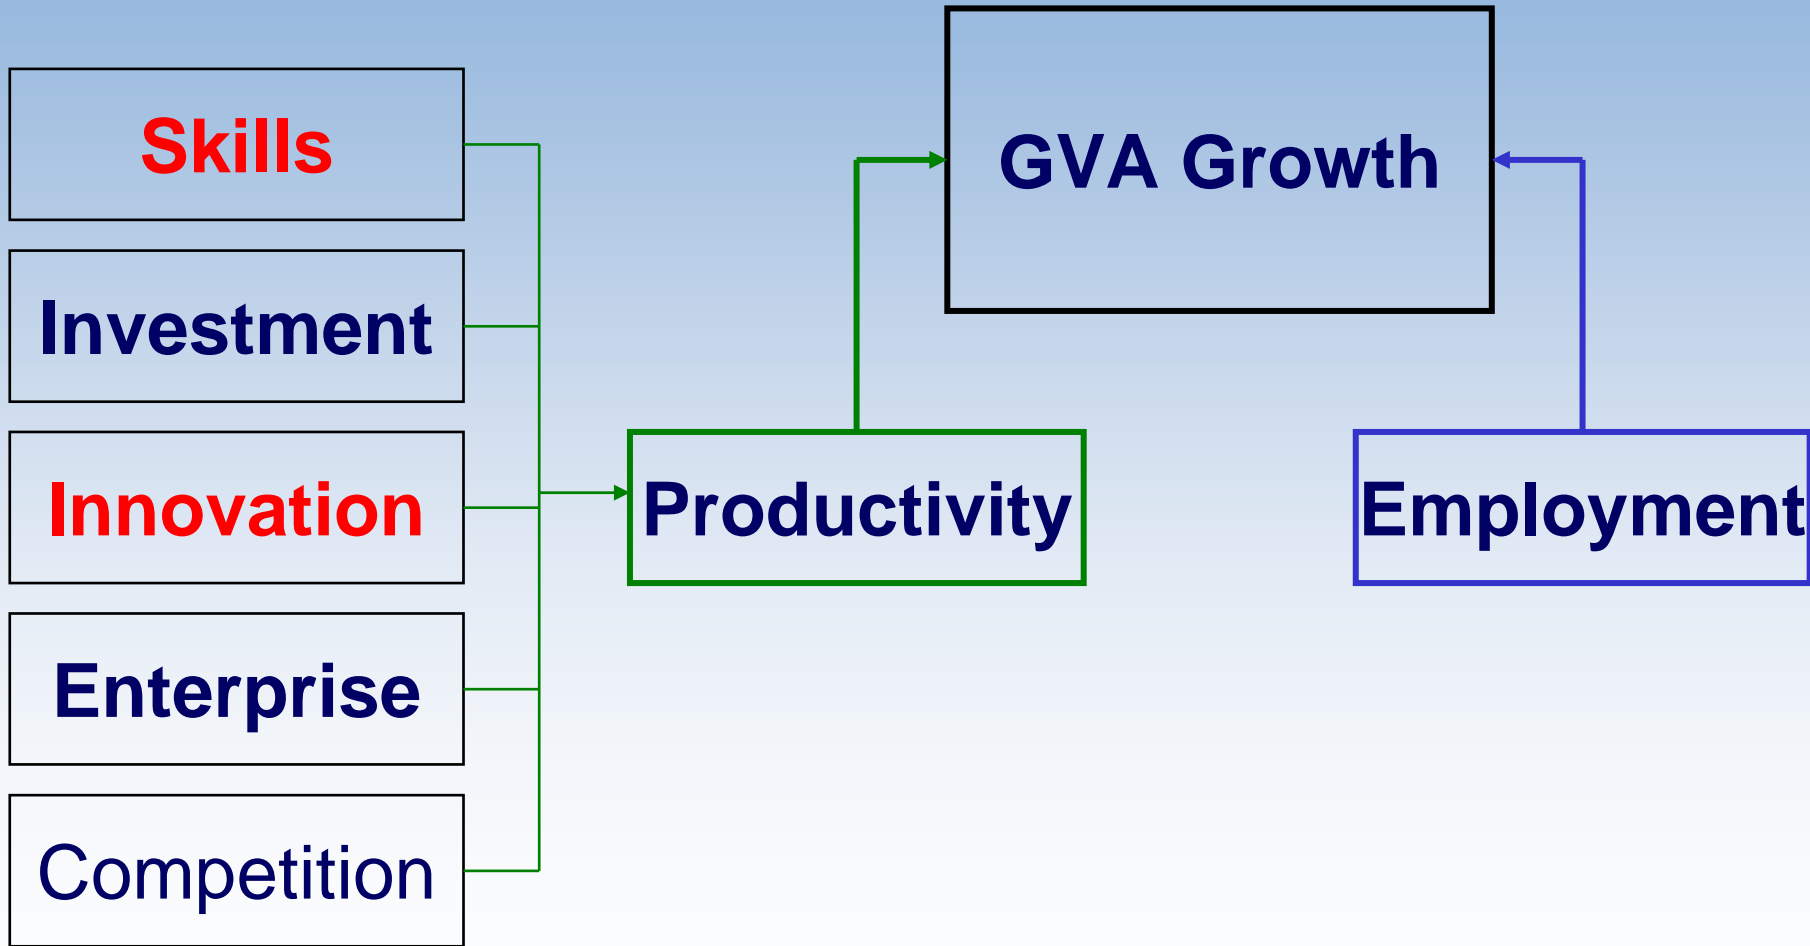 Skills
Investment
Innovation
Enterprise
Competition
GVA Growth
Productivity
Employment